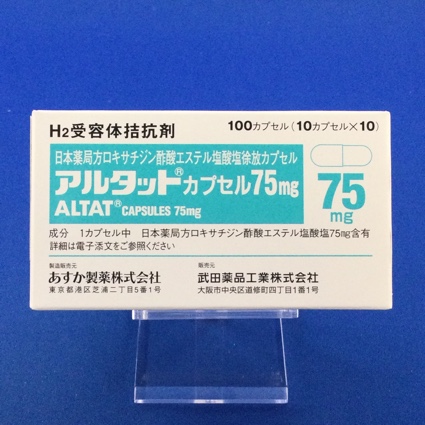 H2受容体拮抗剤
100カプセル(10カプセル×10)
日本薬局方ロキサチジン酢酸エステル塩酸塩徐放カプセル
アルタット®カプセル75mg
ALTAT® CAPSULES 75mg
75
mg
成分 1カプセル中 日本薬局方ロキサチジン酢酸エステル塩酸塩75mg含有
詳細は電子添文をご参照ください
製造販売元
あすか製薬株式会社
東京都港区芝浦二丁目5番1号
販売元
武田薬品工業株式会社
大阪市中央区道修町四丁目1番1号